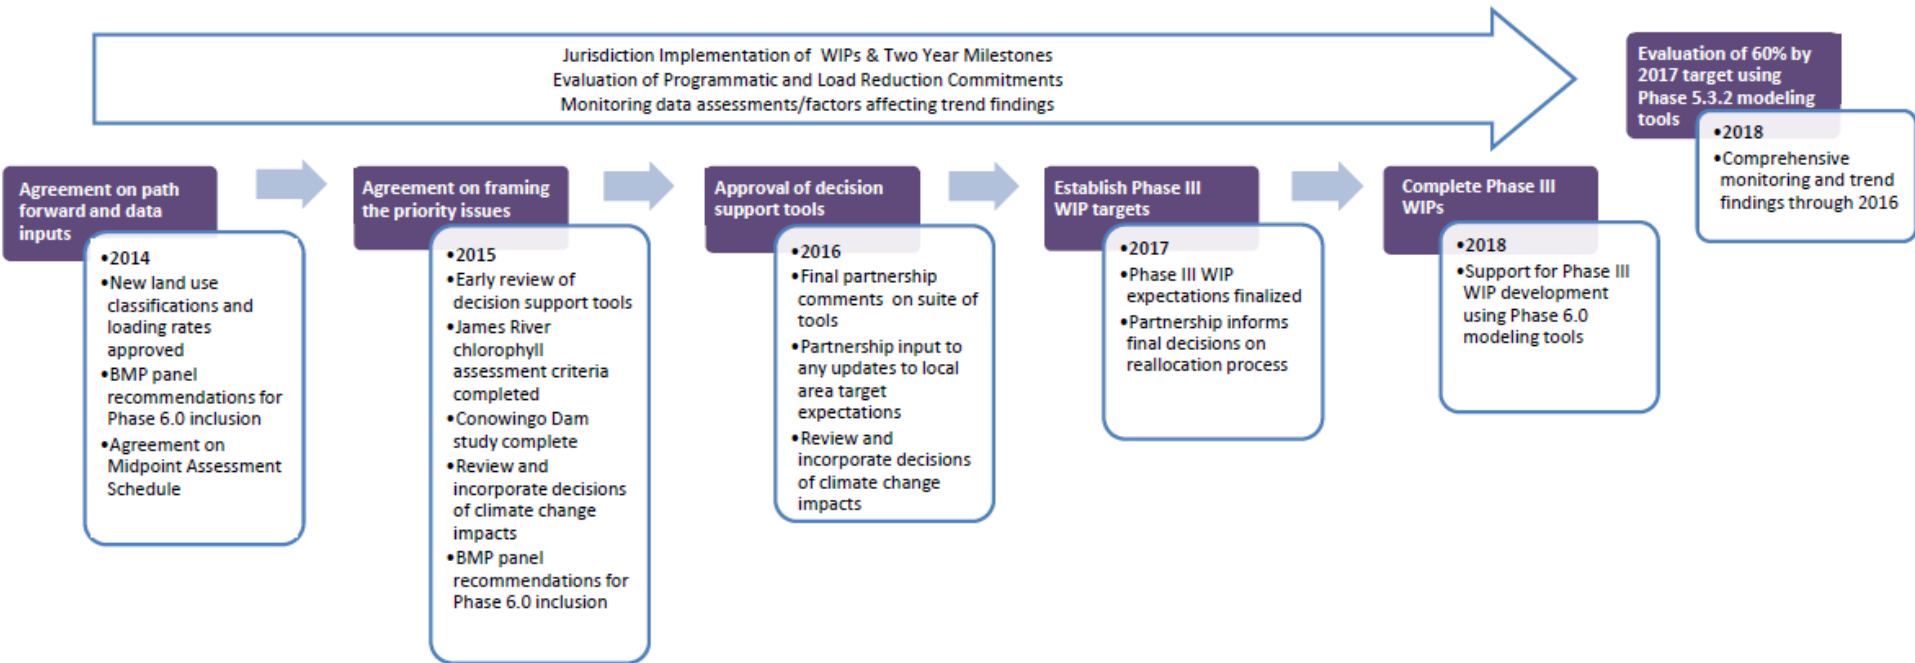 Jurisdiction Implementation of WIPs & Two Year Milestones
Evaluation of Programmatic and Load Reduction Commitments
Monitoring data assessments/factors affecting trend findings
Evaluation of 60% by
2017 target using
Phase 5.3.2 modeling
tools
•2018
•Comprehensive
monitoring and trend
findings through 2016
Agreement on path
forward and data
inputs
•2014
•New land use
classifications and
loading rates
approved
•BMP panel
recommendations for
Phase 6.0 inclusion
•Agreement on
Midpoint Assessment
Schedule
Agreement on framing
the priority issues
•2015
•Early review of
decision support tools
•James River
chlorophyll
assessment criteria
completed
•Conowingo Dam
study complete
•Review and
incorporate decisions
of climate change
impacts
•BMP panel
recommendations for
Phase 6.0 inclusion
Approval of decision
support tools
•2016
•Final partnership
comments on suite of
tools
•Partnership input to
any updates to local
area target
expectations
•Review and
incorporate decisions
of climate change
impacts
Establish Phase III
WIP targets
•2017
•Phase III WIP
expectations finalized
•Partnership informs
final decisions on
reallocation process
Complete Phase III
WIPs
•2018
•Support for Phase III
WIP development
using Phase 6.0
modeling tools